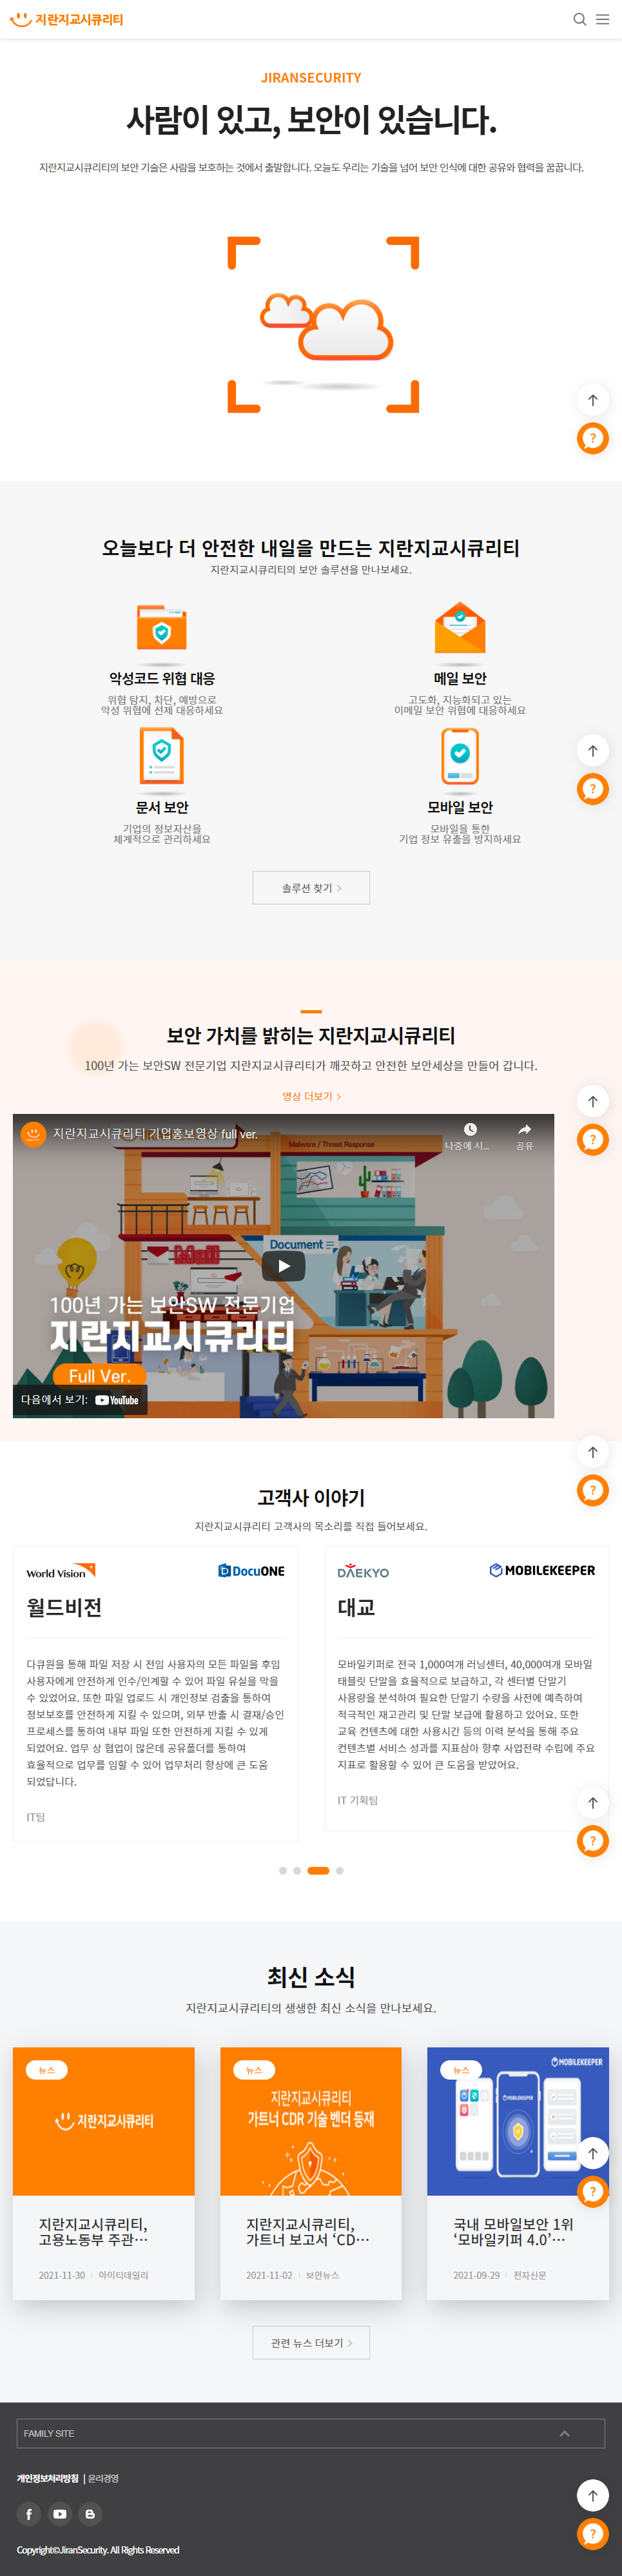 지란지교시큐리티
JIRANSECURITY
사람이 있고, 보안이 있습니다.
지란지교시큐리티의 보안 기술은 사람을 보호하는 것에서 출발합니다. 오늘도 우리는 기술을 넘어 보안 인식에 대한 공유와 협력을 꿈꿉니다.
?
오늘보다 더 안전한 내일을 만드는 지란지교시큐리티
지란지교시큐리티의 보안 솔루션을 만나보세요.
악성코드 위협 대응
위협 탐지, 차단, 예방으로
악성 위협에 선제 대응하세요
메일 보안
고도화, 지능화되고 있는
이메일 보안 위협에 대응하세요
문서 보안
기업의 정보자산을
체계적으로 관리하세요
모바일 보안
모바일을 통한
기업 정보 유출을 방지하세요
?
솔루션 찾기
보안 가치를 밝히는 지란지교시큐리티
100년 가는 보안SW 전문기업 지란지교시큐리티가 깨끗하고 안전한 보안세상을 만들어 갑니다.
영상 더보기
?
지란지교시큐리티 기업홍보영상 full ver.
나중에 시...
공유
Malware / Threat Response
Mail
Document
100년 가는 보안SW 전문기업
지란지교시큐리티
Full Ver.
다음에서 보기: YouTube
고객사 이야기
?
지란지교시큐리티 고객사의 목소리를 직접 들어보세요.
World Vision
DocuONE
월드비전
다큐원을 통해 파일 저장 시 전임 사용자의 모든 파일을 후임
사용자에게 안전하게 인수/인계할 수 있어 파일 유실을 막을
수 있었어요. 또한 파일 업로드 시 개인정보 검출을 통하여
정보보호를 안전하게 지킬 수 있으며, 외부 반출 시 결재/승인
프로세스를 통하여 내부 파일 또한 안전하게 지킬 수 있게
되었어요. 업무 상 협업이 많은데 공유폴더를 통하여
효율적으로 업무를 임할 수 있어 업무처리 향상에 큰 도움
되었답니다.
IT팀
DAEKYO
MOBILEKEEPER
대교
모바일키퍼로 전국 1,000여개 러닝센터, 40,000여개 모바일
태블릿 단말을 효율적으로 보급하고, 각 센터별 단말기
사용량을 분석하여 필요한 단말기 수량을 사전에 예측하여
적극적인 재고관리 및 단말 보급에 활용하고 있어요. 또한
교육 컨텐츠에 대한 사용시간 등의 이력 분석을 통해 주요
컨텐츠별 서비스 성과를 지표삼아 향후 사업전략 수립에 주요
지표로 활용할 수 있어 큰 도움을 받았어요.
IT 기획팀
?
최신 소식
지란지교시큐리티의 생생한 최신 소식을 만나보세요.
뉴스
지란지교시큐리티
지란지교시큐리티,
고용노동부 주관…
2021-11-30
아이티데일리
뉴스
지란지교시큐리티
가트너 CDR 기술 벤더 등재
지란지교시큐리티,
가트너 보고서 ‘CD…
2021-11-02
보안뉴스
뉴스
MOBILEKEEPER
MOBILEKEEPER
?
국내 모바일보안 1위
‘모바일키퍼 4.0’…
2021-09-29
전자신문
관련 뉴스 더보기
FAMILY SITE
개인정보처리방침 | 윤리경영
?
Copyright©JiranSecurity. All Rights Reserved